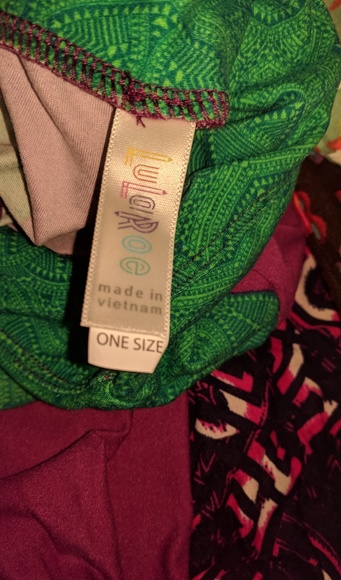 LuLaRoe
made in
vietnam
ONE SIZE